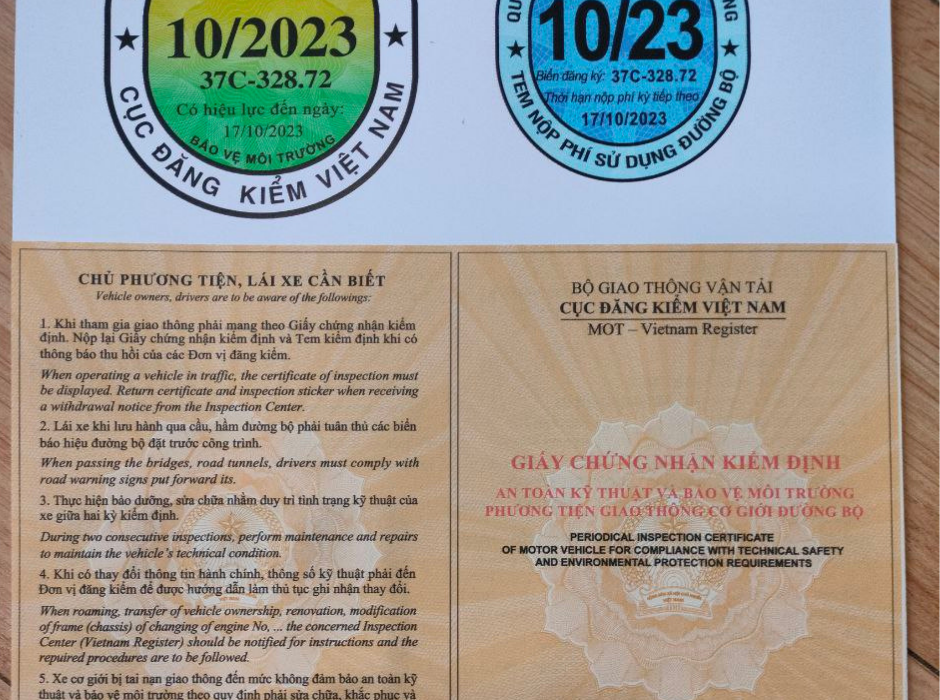 ★ 10/2023 ★
37C-328.72
Có hiệu lực đến ngày:
17/10/2023
BẢO VỆ MÔI TRƯỜNG
CỤC ĐĂNG KIỂM VIỆT NAM
★ 10/23 ★
Biển đăng ký: 37C-328.72
Thời hạn nộp phí kỳ tiếp theo
17/10/2023
TEM NỘP PHÍ SỬ DỤNG ĐƯỜNG BỘ
CHỦ PHƯƠNG TIỆN, LÁI XE CẦN BIẾT
Vehicle owners, drivers are to be aware of the followings:
1. Khi tham gia giao thông phải mang theo Giấy chứng nhận kiểm
định. Nộp lại Giấy chứng nhận kiểm định và Tem kiểm định khi có
thông báo thu hồi của các Đơn vị đăng kiểm.
When operating a vehicle in traffic, the certificate of inspection must
be displayed. Return certificate and inspection sticker when receiving
a withdrawal notice from the Inspection Center.
2. Lái xe khi lưu hành qua cầu, hầm đường bộ phải tuân thủ các biển
báo hiệu đường bộ đặt trước công trình.
When passing the bridges, road tunnels, drivers must comply with
road warning signs put forward its.
3. Thực hiện bảo dưỡng, sửa chữa nhằm duy trì tình trạng kỹ thuật của
xe giữa hai kỳ kiểm định.
During two consecutive inspections, perform maintenance and repairs
to maintain the vehicle's technical condition.
4. Khi có thay đổi thông tin hành chính, thông số kỹ thuật phải đến
Đơn vị đăng kiểm để được hướng dẫn làm thủ tục ghi nhận thay đổi.
When roaming, transfer of vehicle ownership, renovation, modification
of frame (chassis) of changing of engine No, ... the concerned Inspection
Center (Vietnam Register) should be notified for instructions and the
repuired procedures are to be followed.
5. Xe cơ giới bị tai nạn giao thông đến mức không đảm bảo an toàn kỹ
thuật và bảo vệ môi trường theo quy định phải sửa chữa, khắc phục và
BỘ GIAO THÔNG VẬN TẢI
CỤC ĐĂNG KIỂM VIỆT NAM
MOT – Vietnam Register
GIẤY CHỨNG NHẬN KIỂM ĐỊNH
AN TOÀN KỸ THUẬT VÀ BẢO VỆ MÔI TRƯỜNG
PHƯƠNG TIỆN GIAO THÔNG CƠ GIỚI ĐƯỜNG BỘ
PERIODICAL INSPECTION CERTIFICATE
OF MOTOR VEHICLE FOR COMPLIANCE WITH TECHNICAL SAFETY
AND ENVIRONMENTAL PROTECTION REQUIREMENTS